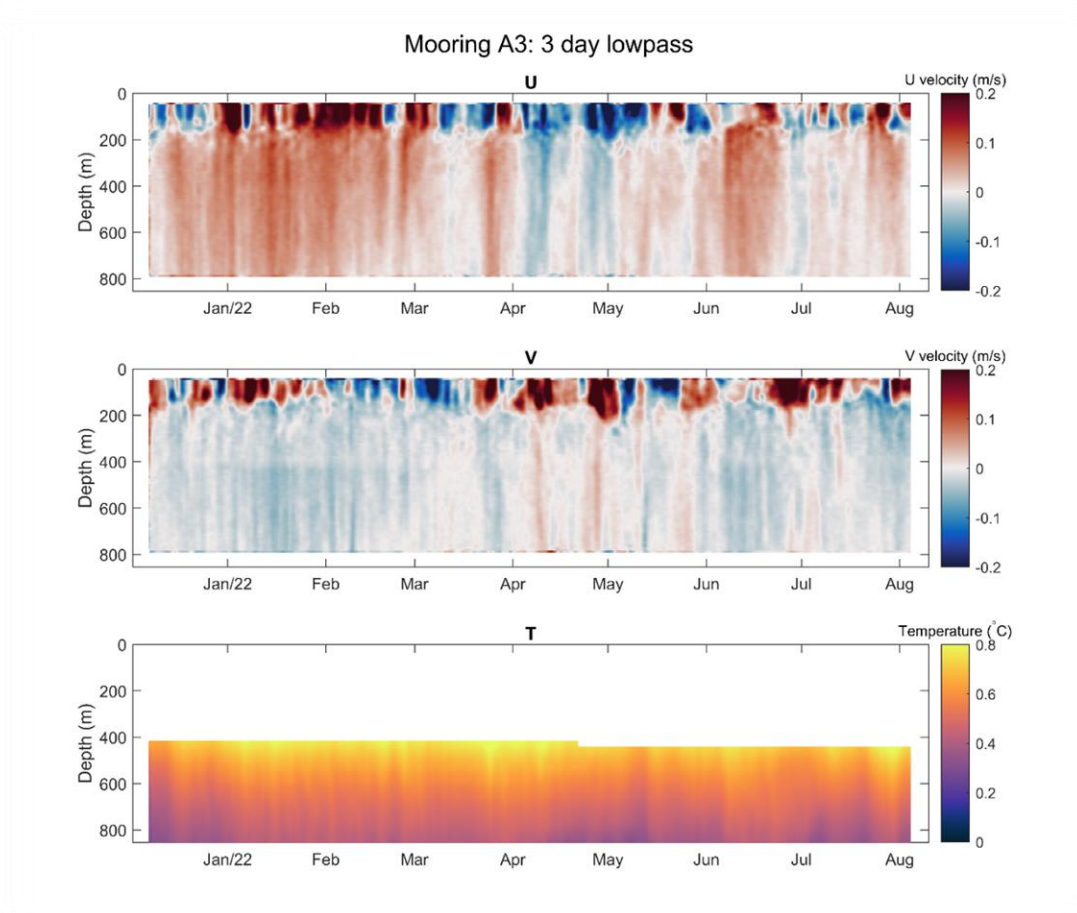 Mooring A3: 3 day lowpass
U
U velocity (m/s)
0
200
400
600
800
Depth (m)
Jan/22 Feb Mar Apr May Jun Jul Aug
0.2
0.1
0
-0.1
-0.2
V
V velocity (m/s)
0
200
400
600
800
Depth (m)
Jan/22 Feb Mar Apr May Jun Jul Aug
0.2
0.1
0
-0.1
-0.2
T
Temperature (°C)
0
200
400
600
800
Depth (m)
Jan/22 Feb Mar Apr May Jun Jul Aug
0.8
0.6
0.4
0.2
0